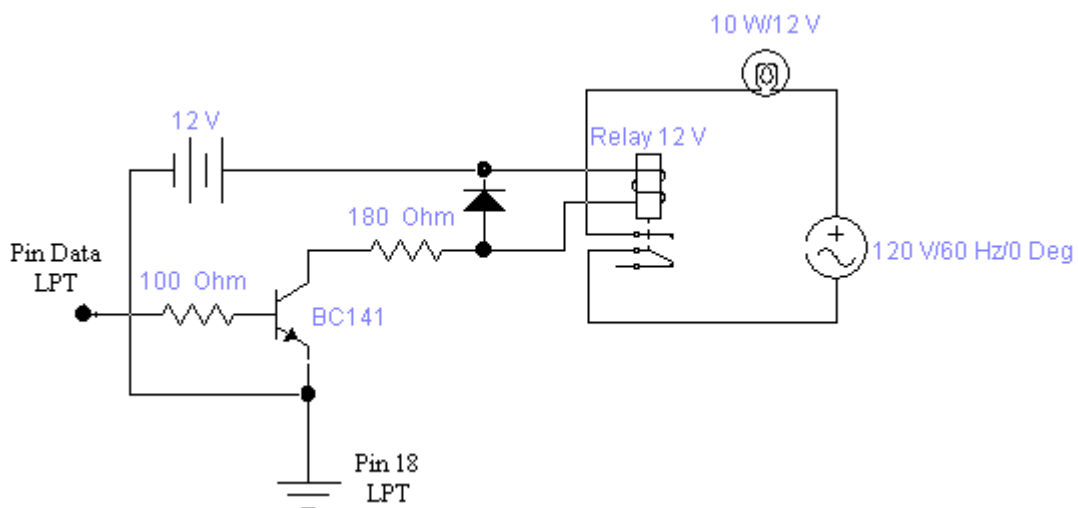 10 W/12 V
12 V
Relay 12 V
180 Ohm
Pin Data
LPT
100 Ohm
BC141
120 V/60 Hz/0 Deg
Pin 18
LPT